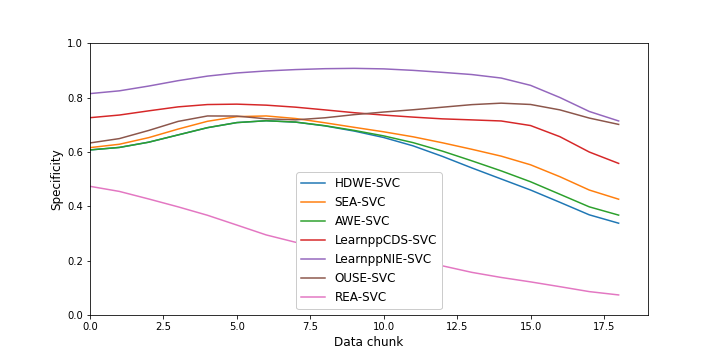 1.0
0.8
0.6
0.4
0.2
0.0
Specificity
0.0 2.5 5.0 7.5 10.0 12.5 15.0 17.5
Data chunk
HDWE-SVC
SEA-SVC
AWE-SVC
LearnppCDS-SVC
LearnppNIE-SVC
OUSE-SVC
REA-SVC